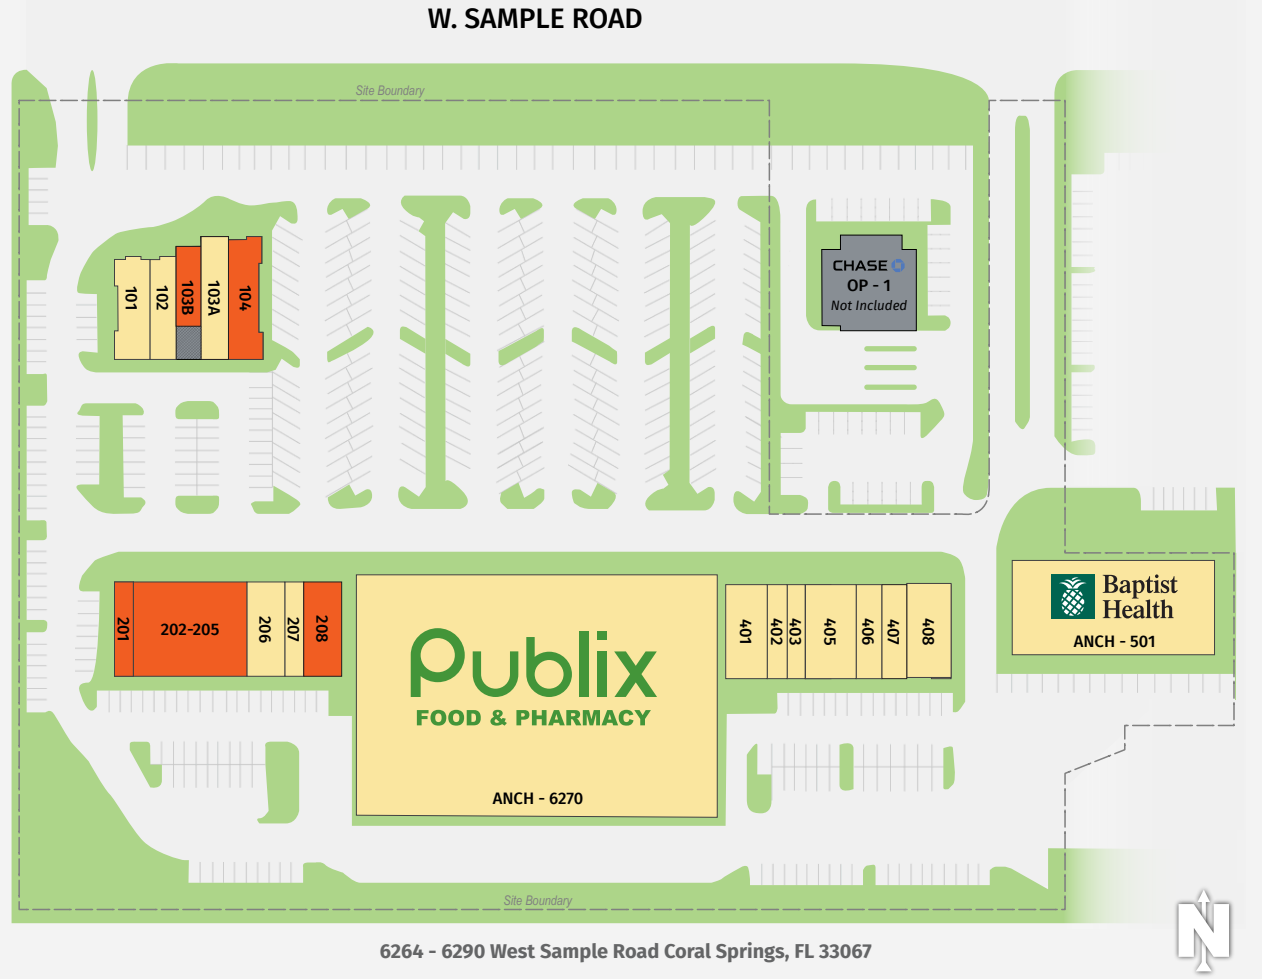 W. SAMPLE ROAD
Site Boundary
101
102
103B
103A
104
CHASE
OP - 1
Not Included
201
202-205
206
207
208
Publix
FOOD & PHARMACY
ANCH - 6270
401
402
403
405
406
407
408
Baptist
Health
ANCH - 501
Site Boundary
N
6264 - 6290 West Sample Road Coral Springs, FL 33067